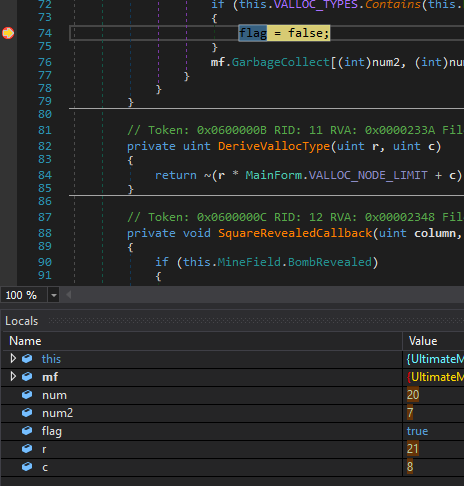 72 if (this.VALLOC_TYPES.Contains(this.
73 {
74 flag = false;
75 }
76 mf.GarbageCollect[(int)num2, (int)nu
77 }
78 }
79 }
80
81 // Token: 0x0600000B RID: 11 RVA: 0x0000233A Fil
82 private uint DeriveVallocType(uint r, uint c)
83 {
84 return ~(r * MainForm.VALLOC_NODE_LIMIT + c)
85 }
86
87 // Token: 0x0600000C RID: 12 RVA: 0x00002348 Fil
88 private void SquareRevealedCallback(uint column,
89 {
90 if (this.MineField.BombRevealed)
91 {
100 %
Locals
Name Value
this {UltimateM
mf {UltimateM
num 20
num2 7
flag true
r 21
c 8